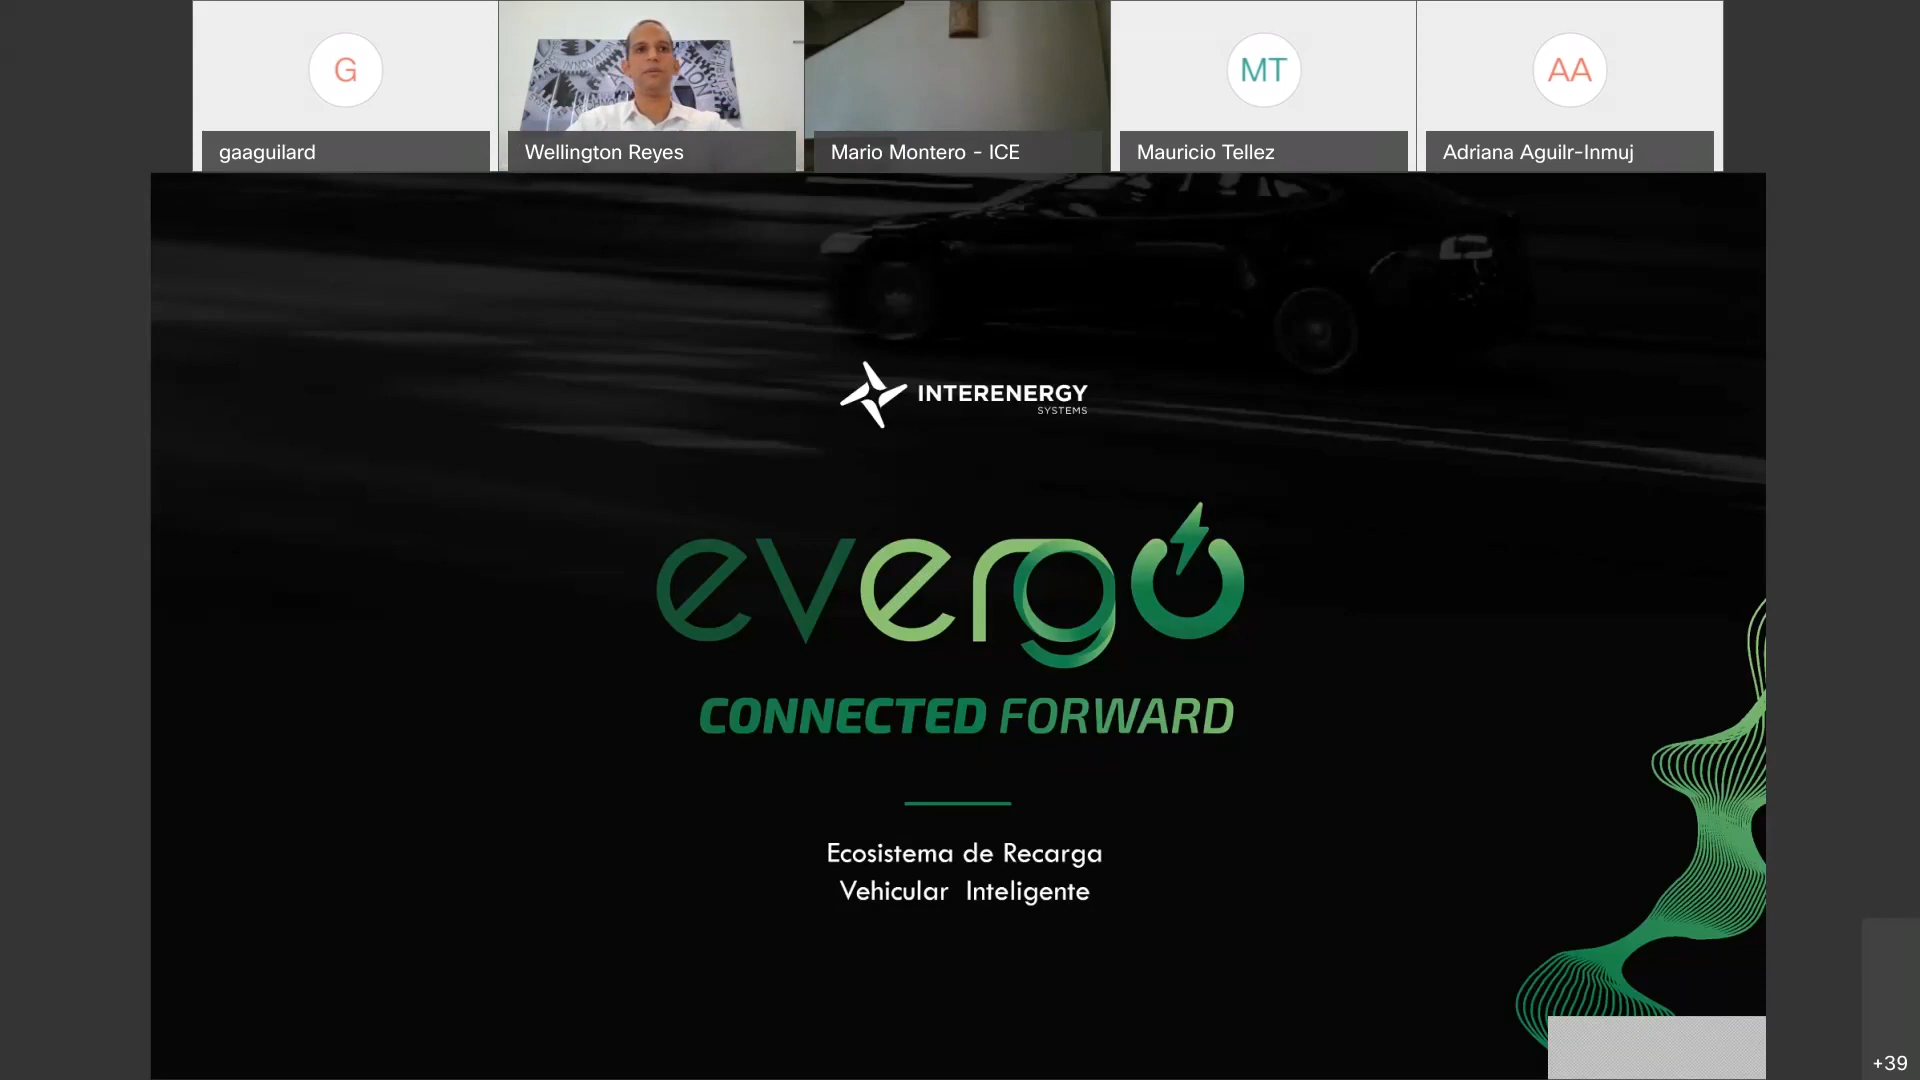 G
MT
AA
gaaguilard
Wellington Reyes
Mario Montero - ICE
Mauricio Tellez
Adriana Aguilr-Inmuj
INTERENERGY
SYSTEMS
evergo
CONNECTED FORWARD
Ecosistema de Recarga
Vehicular Inteligente
+39